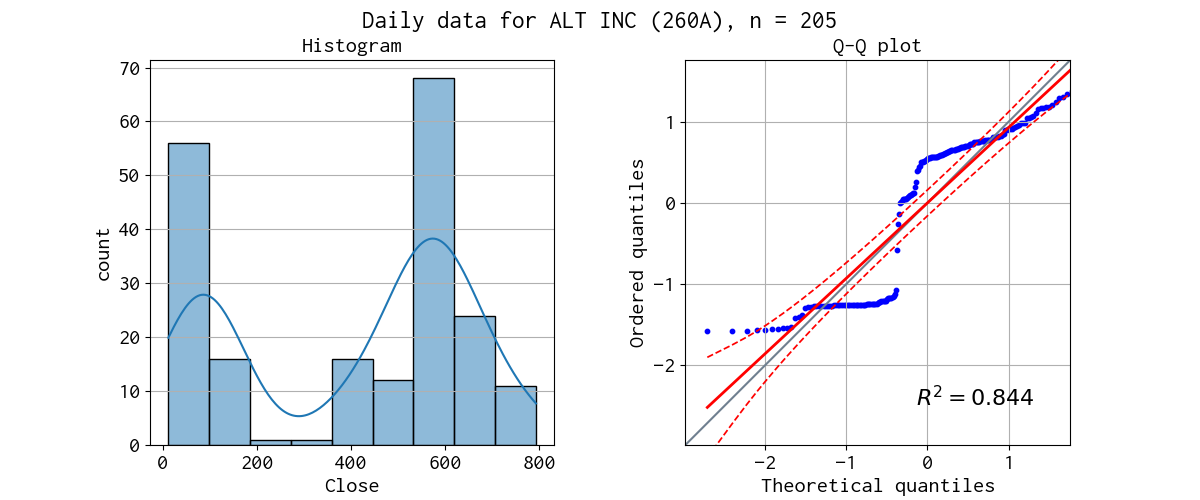 Daily data for ALT INC (260A), n = 205
Histogram
70
60
50
40
30
20
10
0
count
0 200 400 600 800
Close
Q-Q plot
1
0
−1
−2
Ordered quantiles
R² = 0.844
−2 −1 0 1
Theoretical quantiles